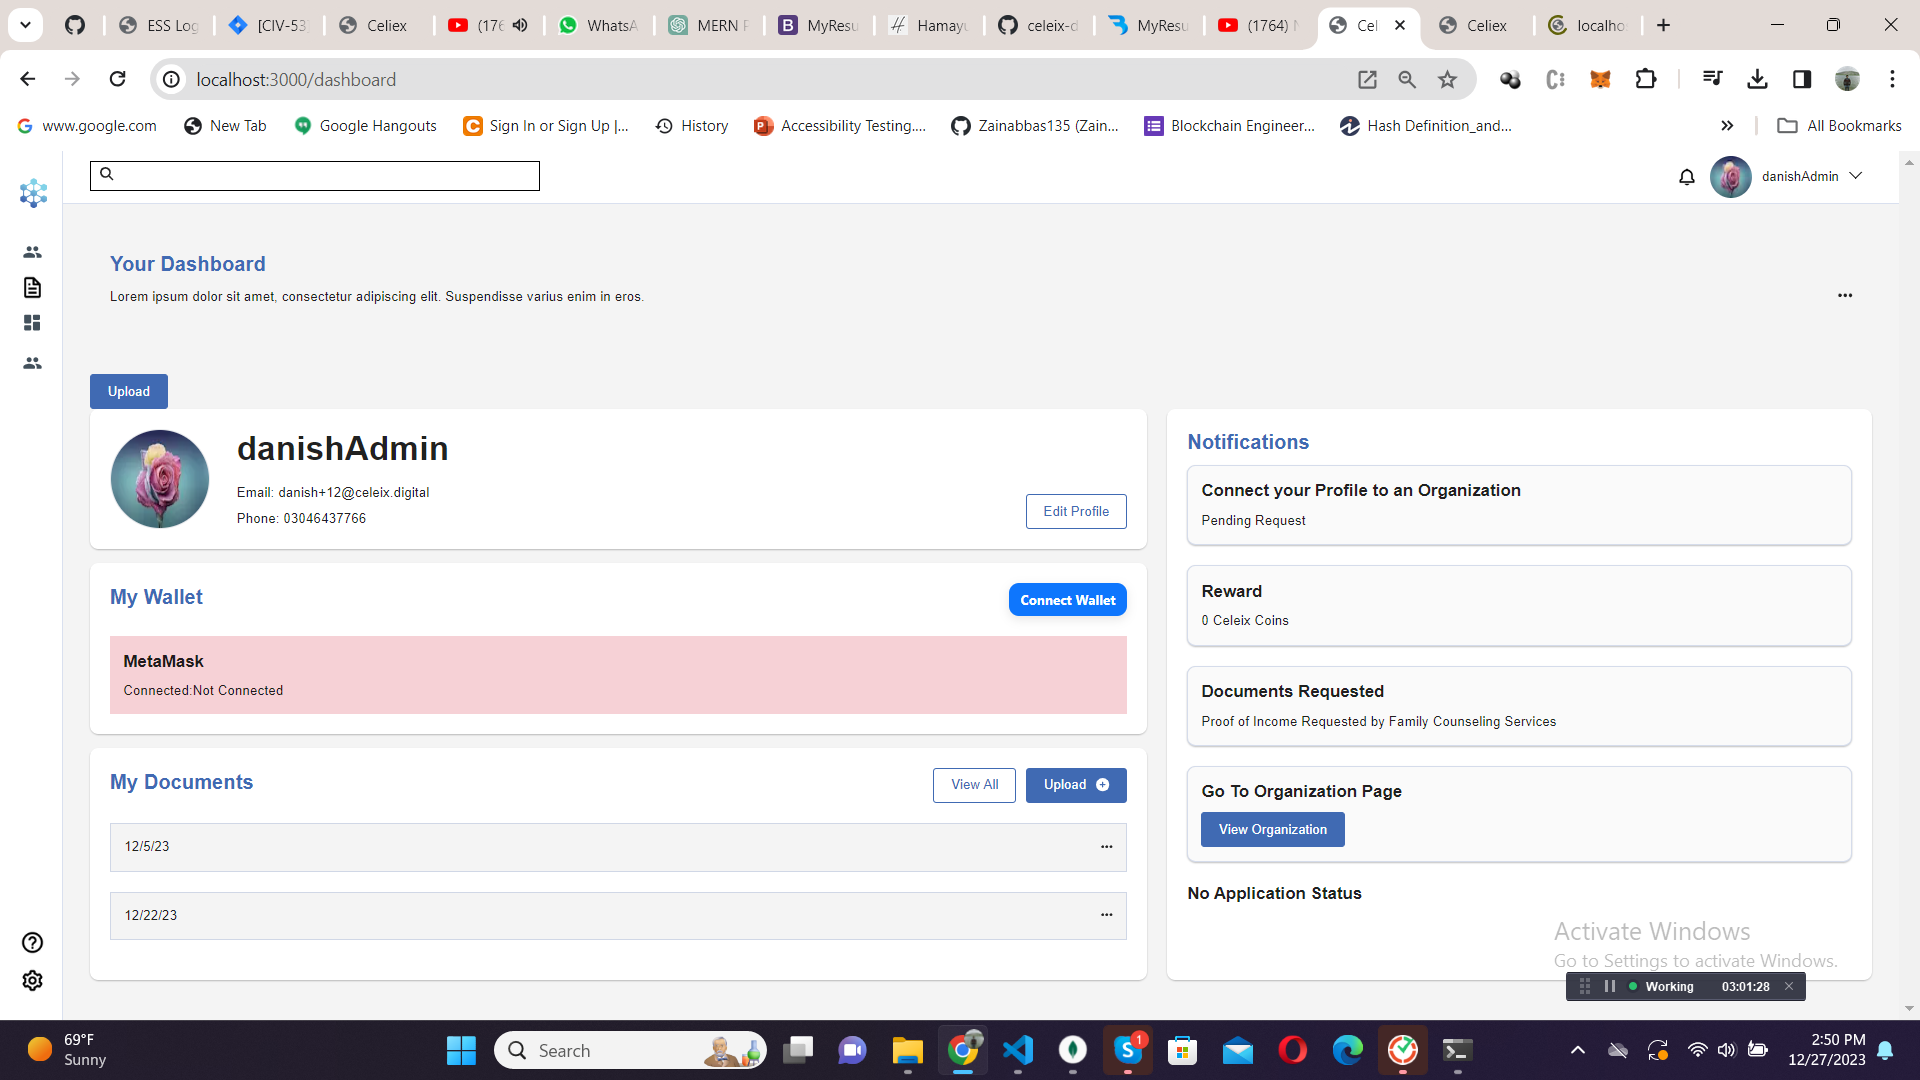 ESS Log
[CIV-53
Celiex
(176
WhatsA
MERN P
MyResu
Hamayu
celeix-d
MyResu
(1764)
Cel
Celiex
localho
localhost:3000/dashboard
www.google.com
New Tab
Google Hangouts
Sign In or Sign Up |...
History
Accessibility Testing....
Zainabbas135 (Zain...
Blockchain Engineer...
Hash Definition_and...
All Bookmarks
danishAdmin
Your Dashboard
Lorem ipsum dolor sit amet, consectetur adipiscing elit. Suspendisse varius enim in eros.
Upload
danishAdmin
Email: danish+12@celeix.digital
Phone: 03046437766
Edit Profile
My Wallet
Connect Wallet
MetaMask
Connected:Not Connected
My Documents
View All
Upload
12/5/23
12/22/23
Notifications
Connect your Profile to an Organization
Pending Request
Reward
0 Celeix Coins
Documents Requested
Proof of Income Requested by Family Counseling Services
Go To Organization Page
View Organization
No Application Status
Activate Windows
Go to Settings to activate Windows.
Working 03:01:28
69°F
Sunny
Search
1
2:50 PM
12/27/2023